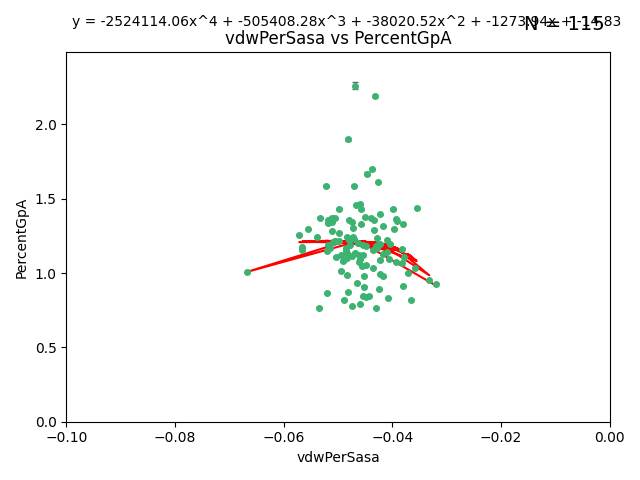 y = -2524114.06x^4 + -505408.28x^3 + -38020.52x^2 + -1273.94x + -14.83
N = 115
vdwPerSasa vs PercentGpA
PercentGpA
2.0
1.5
1.0
0.5
0.0
−0.10 −0.08 −0.06 −0.04 −0.02 0.00
vdwPerSasa